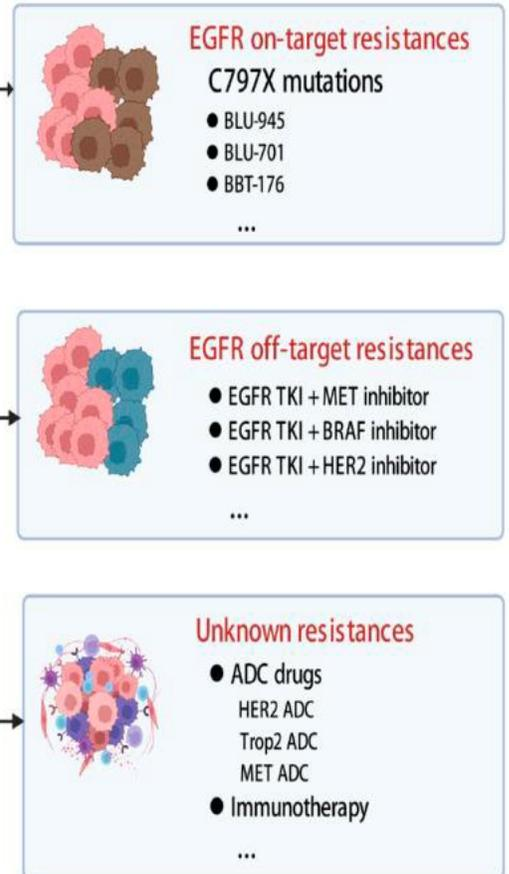 EGFR on-target resistances
C797X mutations
● BLU-945
● BLU-701
● BBT-176
...
EGFR off-target resistances
● EGFR TKI + MET inhibitor
● EGFR TKI + BRAF inhibitor
● EGFR TKI + HER2 inhibitor
...
Unknown resistances
● ADC drugs
HER2 ADC
Trop2 ADC
MET ADC
● Immunotherapy
...